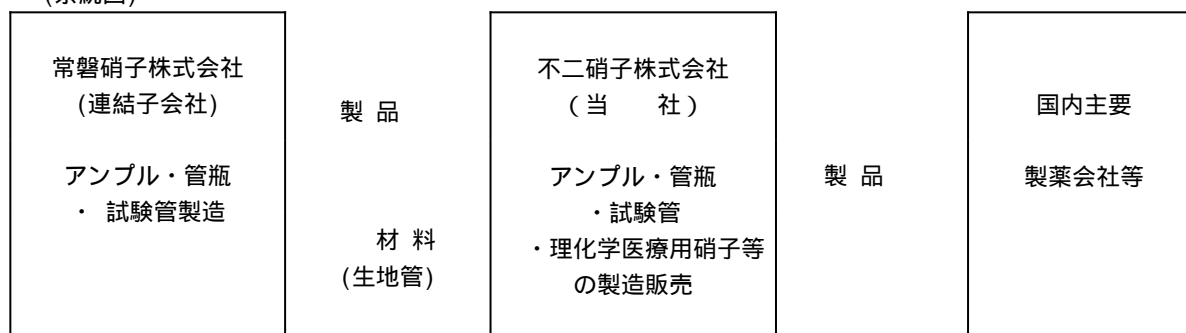 常磐硝子株式会社
(連結子会社)
アンプル・管瓶
・ 試験管製造
製 品
材 料
(生地管)
不二硝子株式会社
(当 社)
アンプル・管瓶
・試験管
・理化学医療用硝子等
の製造販売
製 品
国内主要
製薬会社等